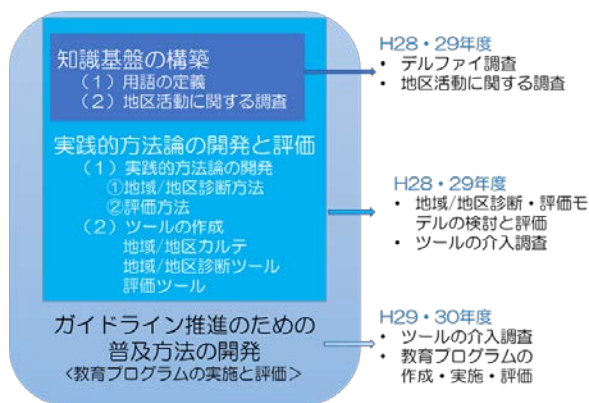 知識基盤の構築
（１）用語の定義
（２）地区活動に関する調査
実践的方法論の開発と評価
（１）実践的方法論の開発
①地域/地区診断方法
②評価方法
（２）ツールの作成
地域/地区カルテ
地域/地区診断ツール
評価ツール
ガイドライン推進のための
普及方法の開発
<教育プログラムの実施と評価>
H28・29年度
• デルファイ調査
• 地区活動に関する調査
H28・29年度
• 地域/地区診断・評価モ
デルの検討と評価
• ツールの介入調査
H29・30年度
• ツールの介入調査
• 教育プログラムの
作成・実施・評価